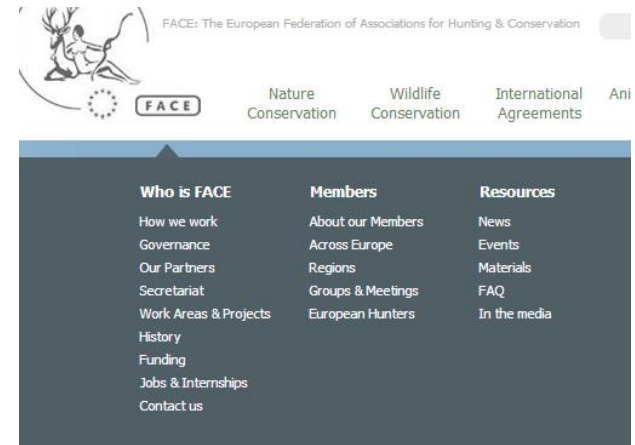 FACE: The European Federation of Associations for Hunting & Conservation
FACE
Nature
Conservation
Wildlife
Conservation
International
Agreements
Ani
Who is FACE
How we work
Governance
Our Partners
Secretariat
Work Areas & Projects
History
Funding
Jobs & Internships
Contact us
Members
About our Members
Across Europe
Regions
Groups & Meetings
European Hunters
Resources
News
Events
Materials
FAQ
In the media